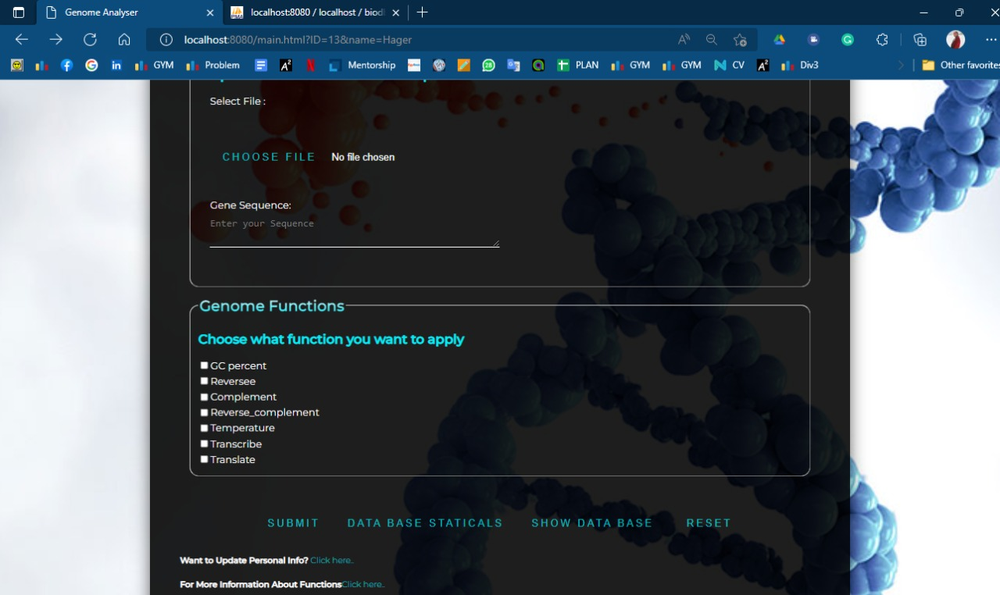 Genome Analyser
localhost:8080 / localhost / biod
localhost:8080/main.html?ID=13&name=Hager
GYM
Problem
Mentorship
PLAN
GYM
GYM
CV
Div3
Other favorites
Select File :
CHOOSE FILE No file chosen
Gene Sequence:
Enter your Sequence
Genome Functions
Choose what function you want to apply
GC percent
Reversee
Complement
Reverse_complement
Temperature
Transcribe
Translate
SUBMIT DATA BASE STATICALS SHOW DATA BASE RESET
Want to Update Personal Info? Click here..
For More Information About FunctionsClick here..